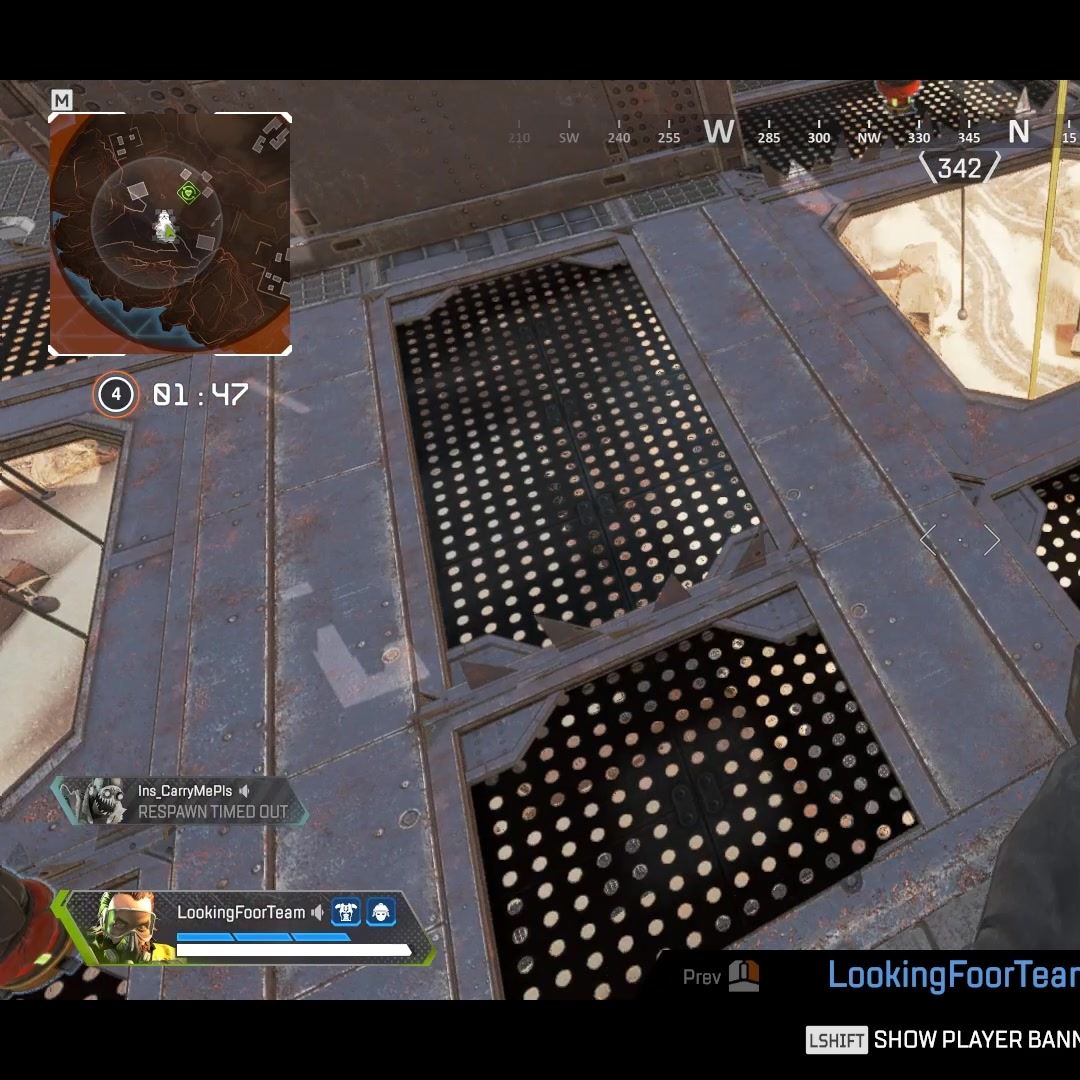 M
210 SW 240 255 W 285 300 NW 330 345 N 15
342
4 01:47
Ins_CarryMePls
RESPAWN TIMED OUT
LookingFoorTeam
Prev LookingFoorTear
LSHIFT SHOW PLAYER BANN